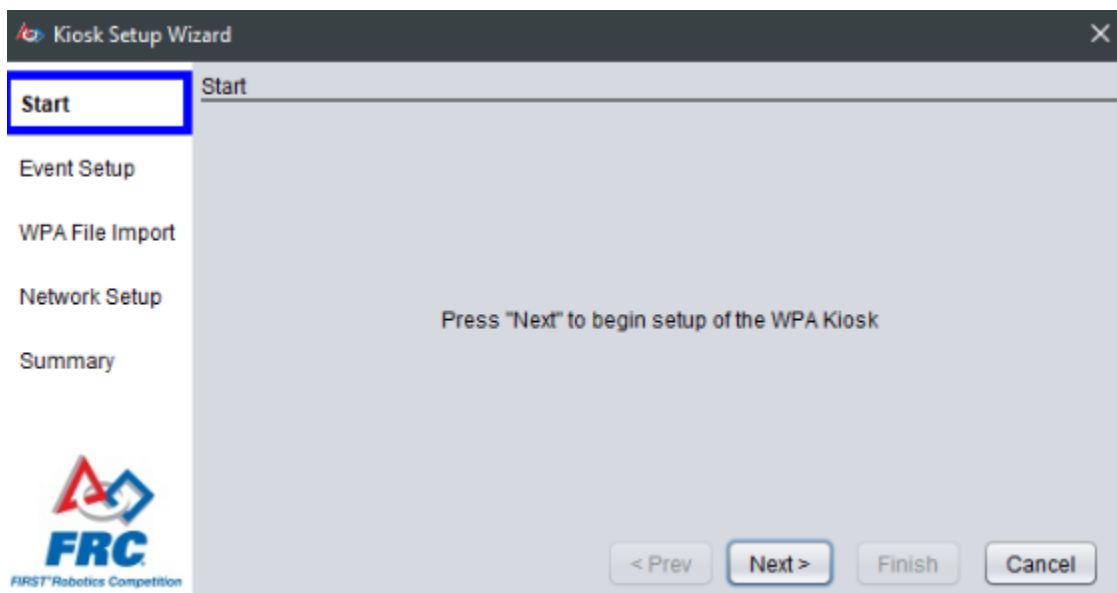 Kiosk Setup Wizard
Start
Start
Event Setup
WPA File Import
Network Setup
Summary
Press "Next" to begin setup of the WPA Kiosk
FRC
FIRST® Robotics Competition
< Prev Next > Finish Cancel